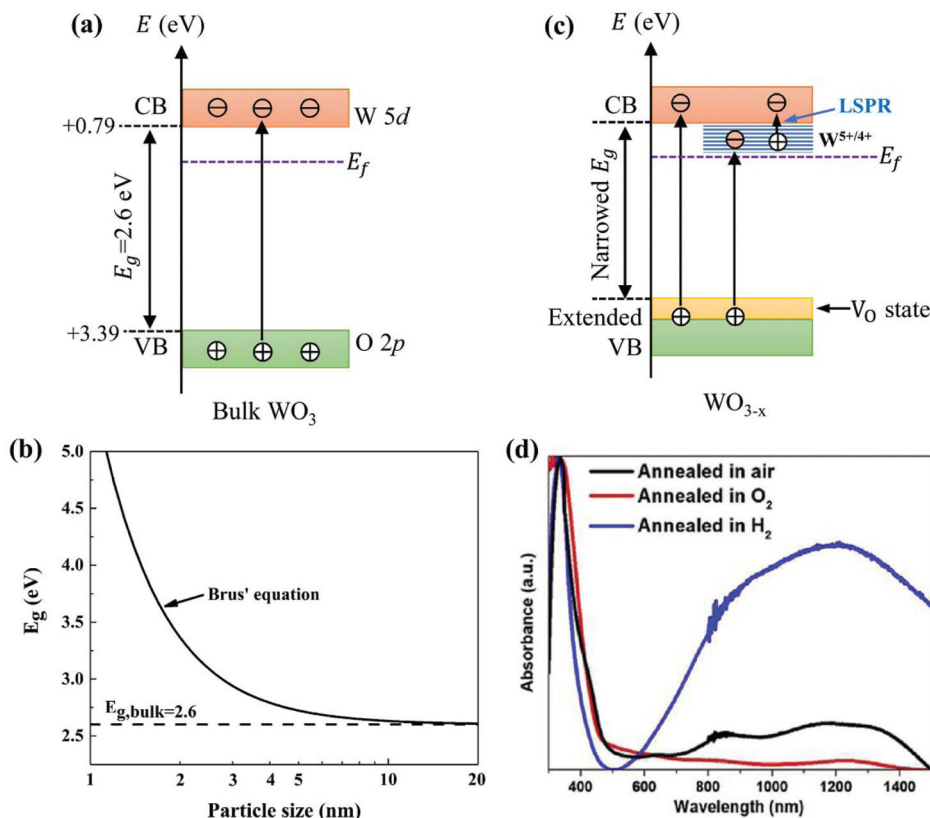 (a)
E (eV)
CB
⊖ ⊖ ⊖
W 5d
+0.79
E_f
E_g=2.6 eV
+3.39
VB
⊕ ⊕ ⊕
O 2p
Bulk WO₃
(c)
E (eV)
CB
⊖ ⊖
LSPR
⊖ ⊕
W⁵⁺/⁴⁺
E_f
Narrowed E_g
Extended
VB
⊕ ⊕
V_O state
WO₃₋ₓ
(b)
5.0
4.5
4.0
3.5
3.0
2.5
E_g (eV)
Brus' equation
E_g,bulk=2.6
1 2 3 4 5 10 20
Particle size (nm)
(d)
Annealed in air
Annealed in O₂
Annealed in H₂
Absorbance (a.u.)
400 600 800 1000 1200 1400
Wavelength (nm)